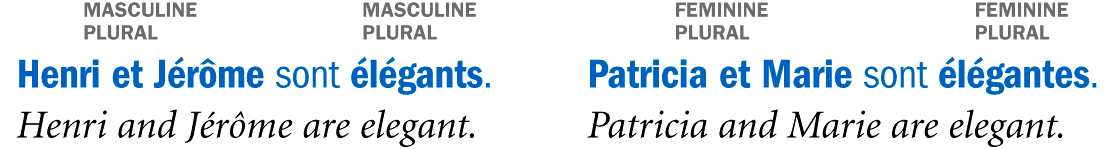 MASCULINE PLURAL MASCULINE PLURAL
Henri et Jérôme sont élégants.
Henri and Jérôme are elegant.
FEMININE PLURAL FEMININE PLURAL
Patricia et Marie sont élégantes.
Patricia and Marie are elegant.